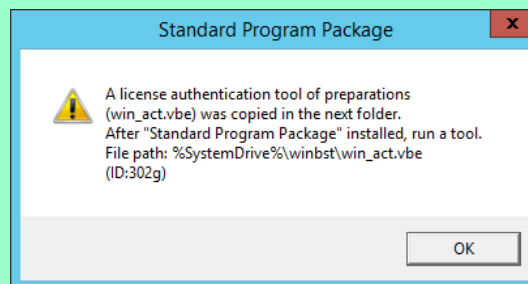 Standard Program Package
x
A license authentication tool of preparations
(win_act.vbe) was copied in the next folder.
After "Standard Program Package" installed, run a tool.
File path: %SystemDrive%\winbst\win_act.vbe
(ID:302g)
OK